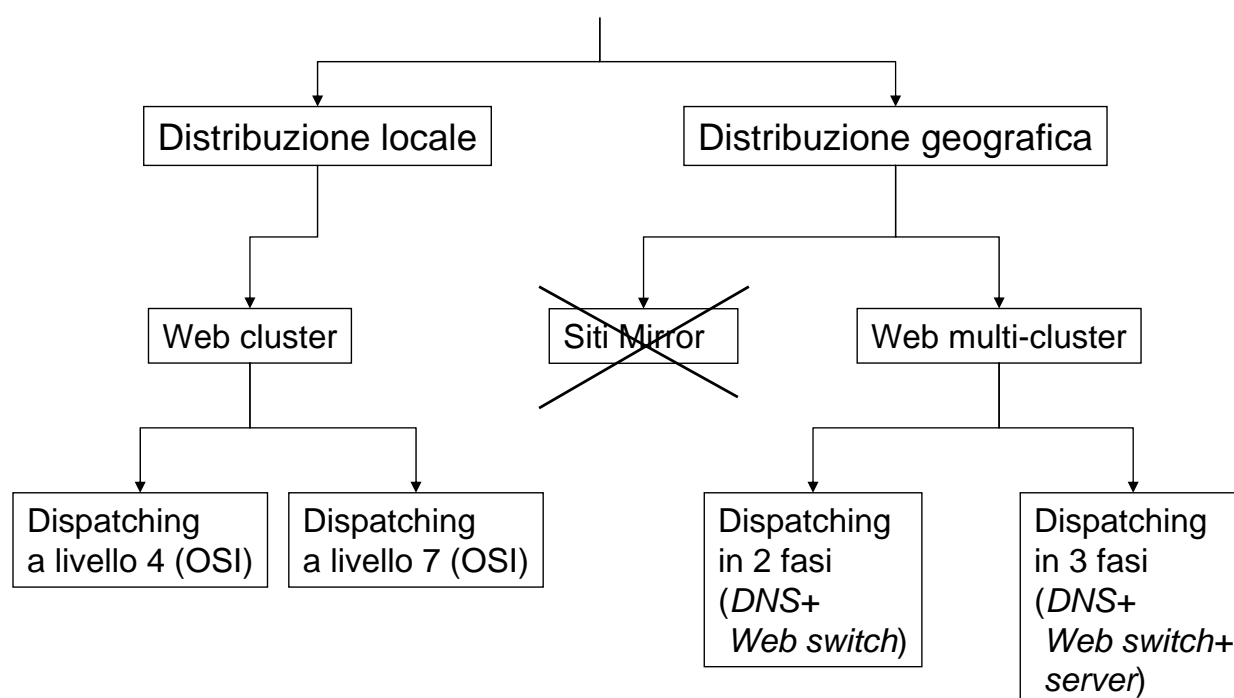 Distribuzione locale
Distribuzione geografica
Web cluster
Siti Mirror
Web multi-cluster
Dispatching
a livello 4 (OSI)
Dispatching
a livello 7 (OSI)
Dispatching
in 2 fasi
(DNS+
Web switch)
Dispatching
in 3 fasi
(DNS+
Web switch+
server)